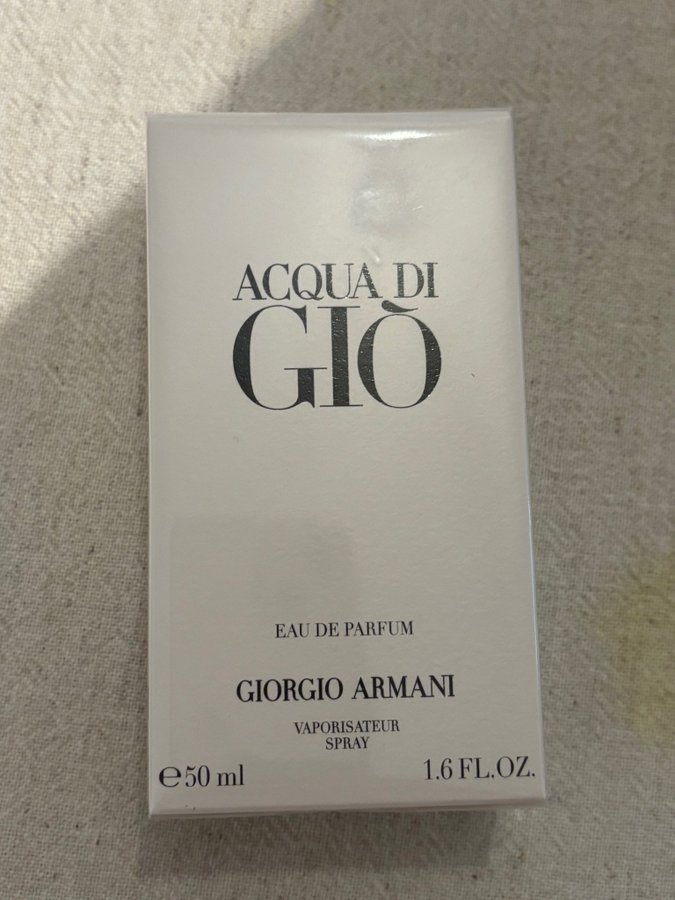 ACQUA DI
GIÒ
EAU DE PARFUM
GIORGIO ARMANI
VAPORISATEUR
SPRAY
℮50 ml 1.6 FL.OZ.